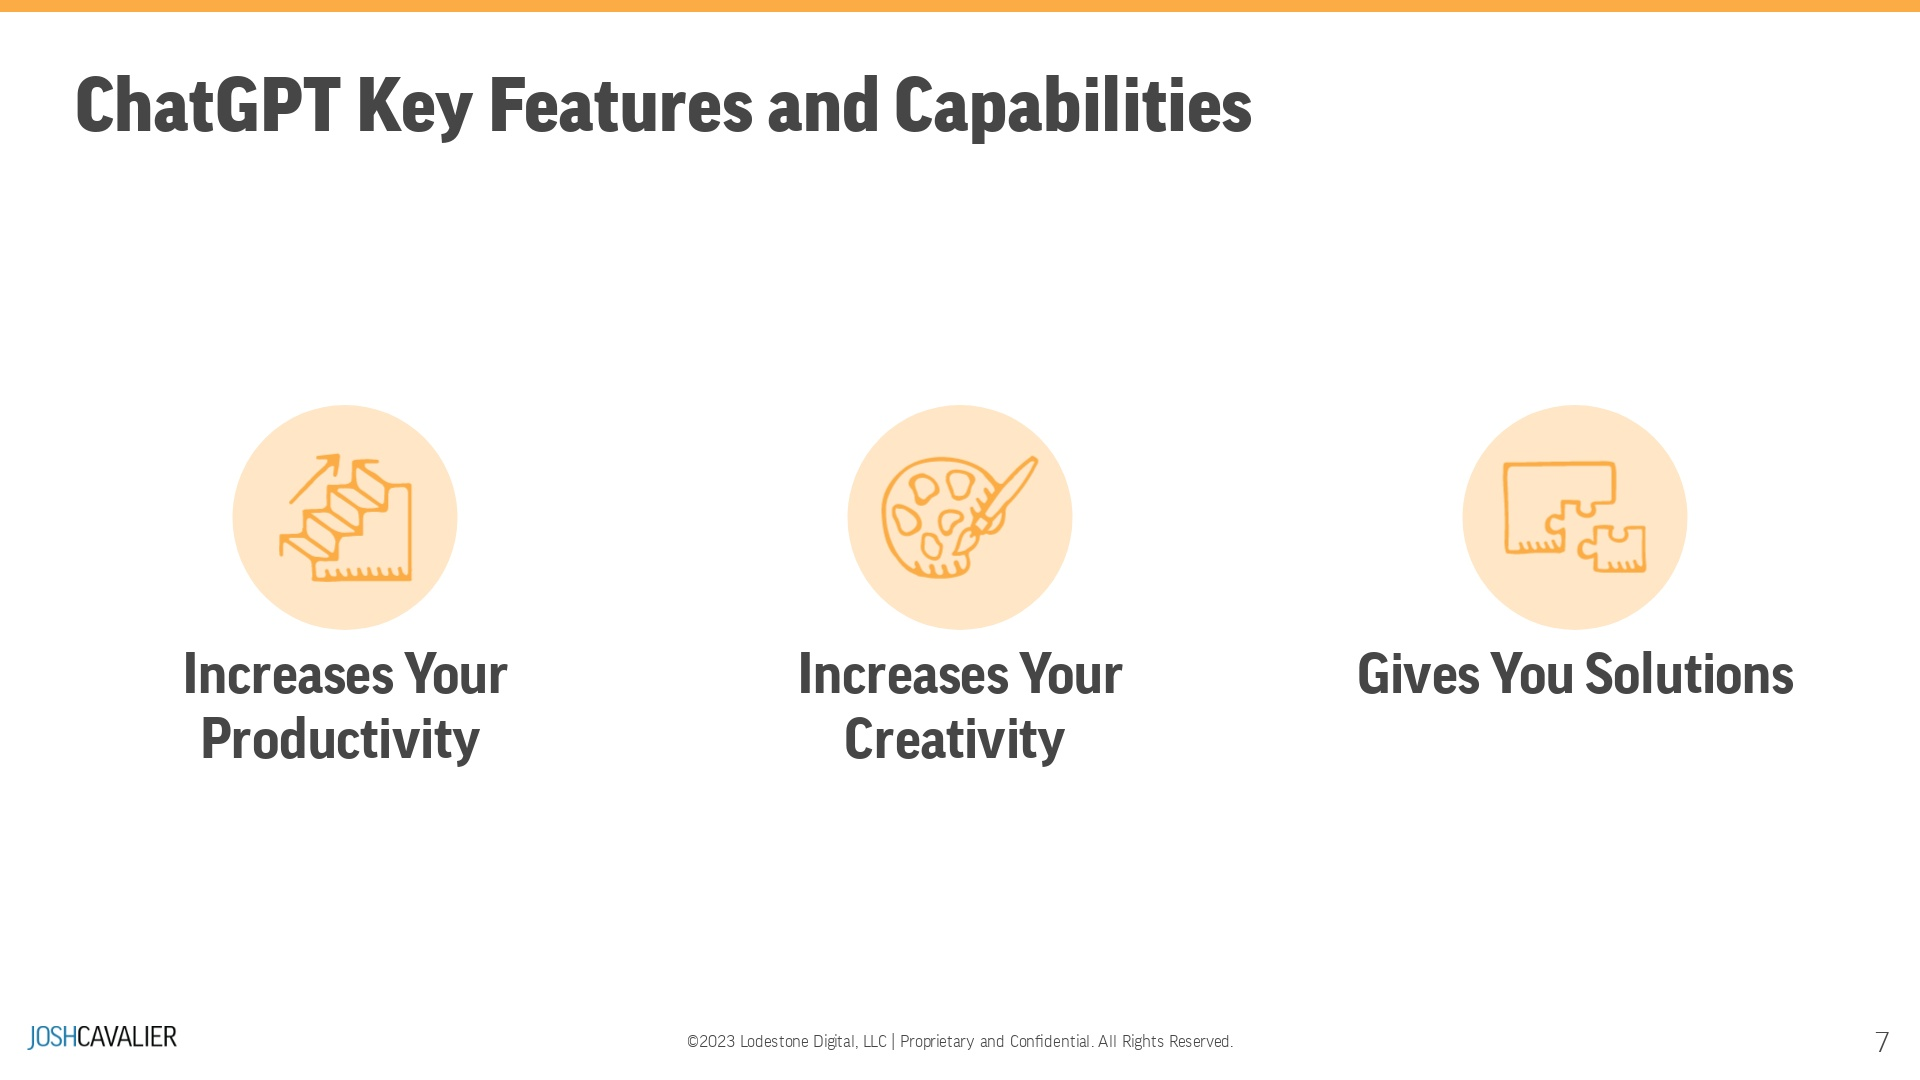 ChatGPT Key Features and Capabilities
Increases Your
Productivity
Increases Your
Creativity
Gives You Solutions
JOSHCAVALIER
©2023 Lodestone Digital, LLC | Proprietary and Confidential. All Rights Reserved.
7